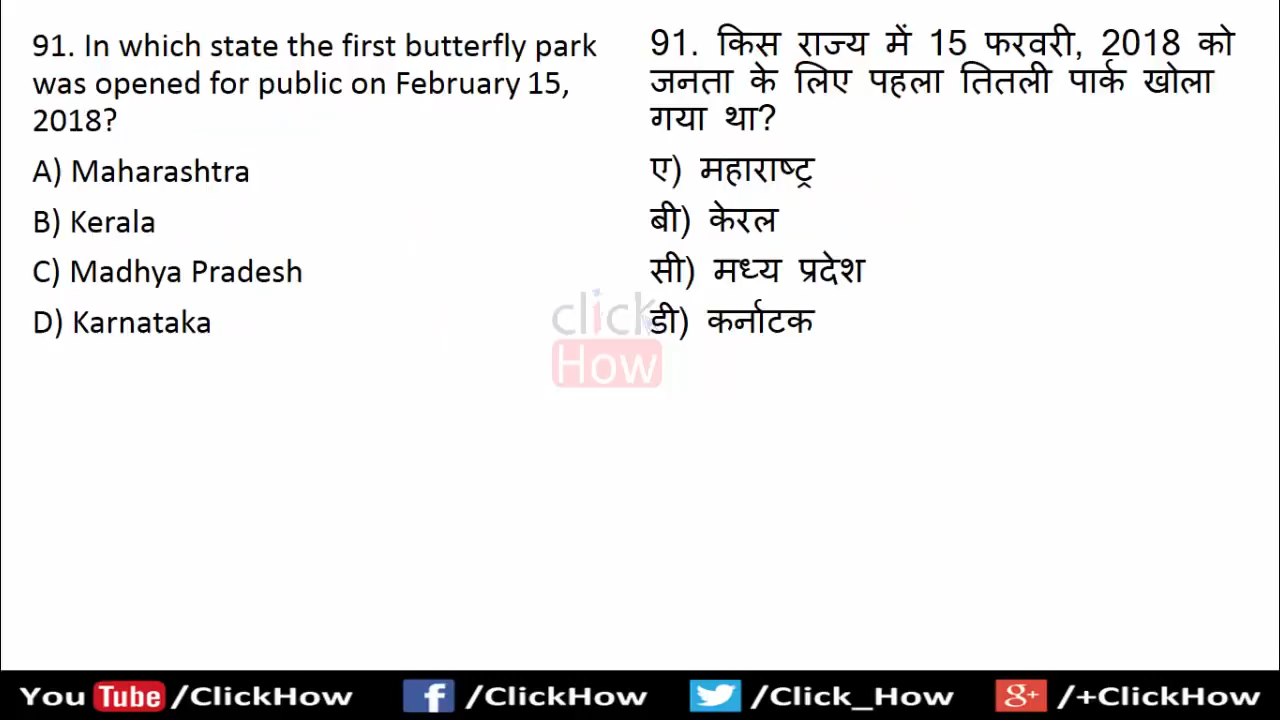 91. In which state the first butterfly park
was opened for public on February 15,
2018?
A) Maharashtra
B) Kerala
C) Madhya Pradesh
D) Karnataka
91. किस राज्य में 15 फरवरी, 2018 को
जनता के लिए पहला तितली पार्क खोला
गया था?
ए) महाराष्ट्र
बी) केरल
सी) मध्य प्रदेश
डी) कर्नाटक
click
How
You Tube /ClickHow f /ClickHow /Click_How g+ /+ClickHow